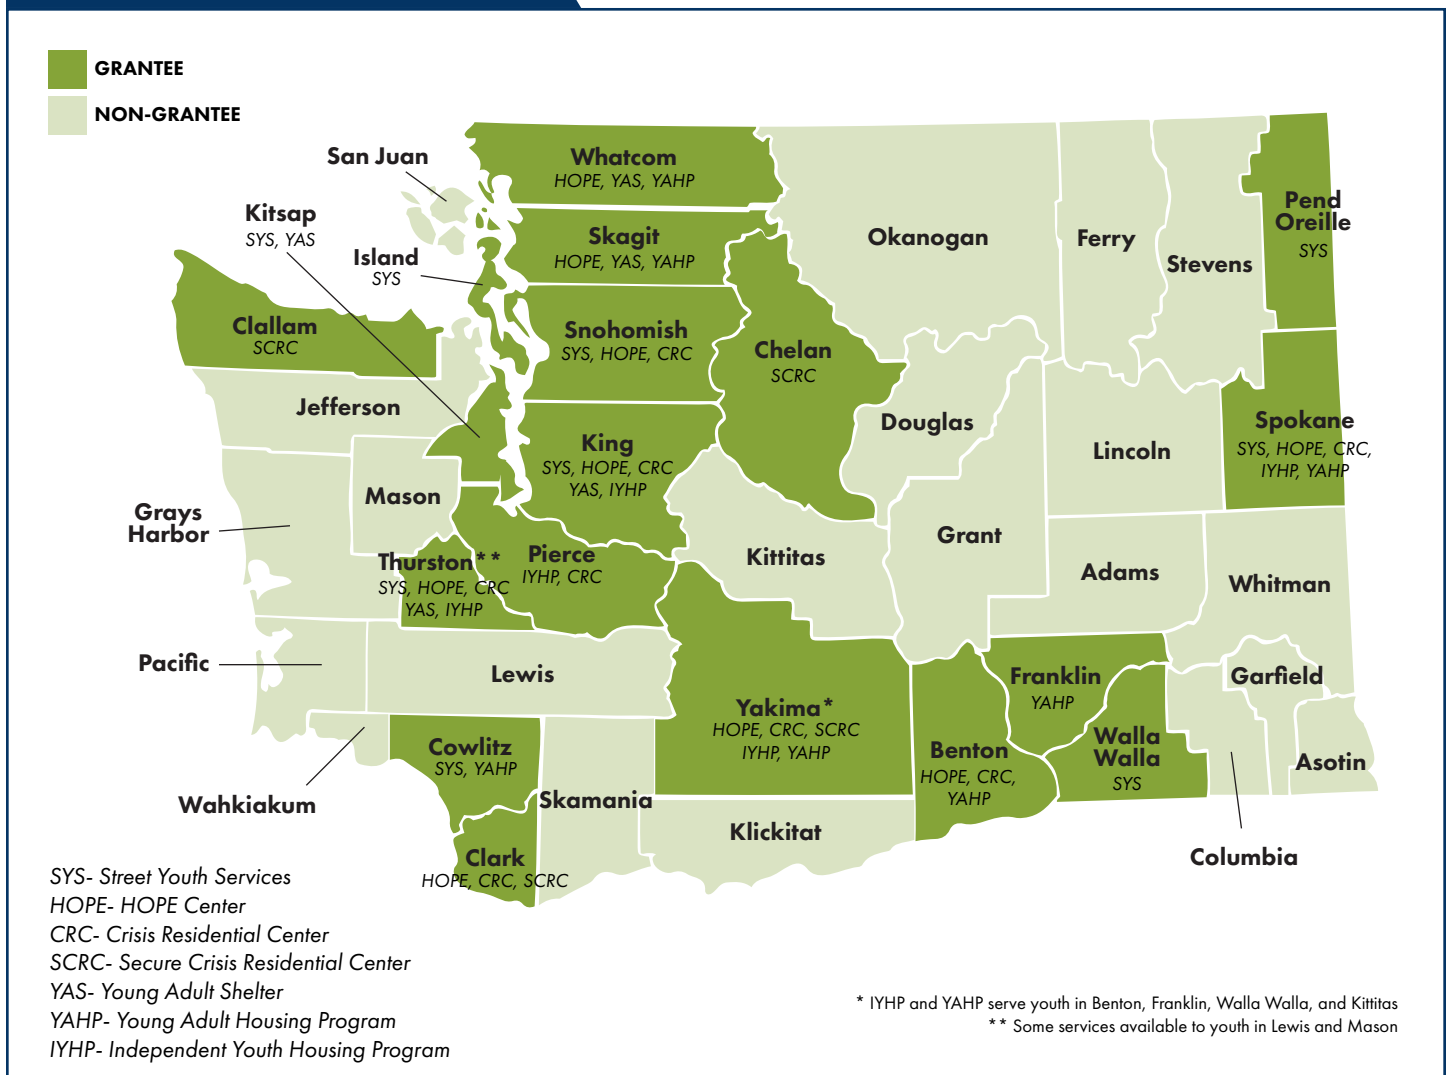 GRANTEE
NON-GRANTEE
San Juan
Kitsap
SYS, YAS
Island
SYS
Whatcom
HOPE, YAS, YAHP
Skagit
HOPE, YAS, YAHP
Okanogan
Ferry
Stevens
Pend
Oreille
SYS
Clallam
SCRC
Snohomish
SYS, HOPE, CRC
Chelan
SCRC
Jefferson
Douglas
Lincoln
Spokane
SYS, HOPE, CRC,
IYHP, YAHP
King
SYS, HOPE, CRC
YAS, IYHP
Mason
Grays
Harbor
Thurston**
SYS, HOPE, CRC
YAS, IYHP
Pierce
IYHP, CRC
Kittitas
Grant
Adams
Whitman
Pacific
Lewis
Yakima*
HOPE, CRC, SCRC
IYHP, YAHP
Franklin
YAHP
Garfield
Benton
HOPE, CRC,
YAHP
Walla
Walla
SYS
Asotin
Wahkiakum
Cowlitz
SYS, YAHP
Skamania
Klickitat
Columbia
Clark
HOPE, CRC, SCRC
SYS- Street Youth Services
HOPE- HOPE Center
CRC- Crisis Residential Center
SCRC- Secure Crisis Residential Center
YAS- Young Adult Shelter
YAHP- Young Adult Housing Program
IYHP- Independent Youth Housing Program
* IYHP and YAHP serve youth in Benton, Franklin, Walla Walla, and Kittitas
** Some services available to youth in Lewis and Mason